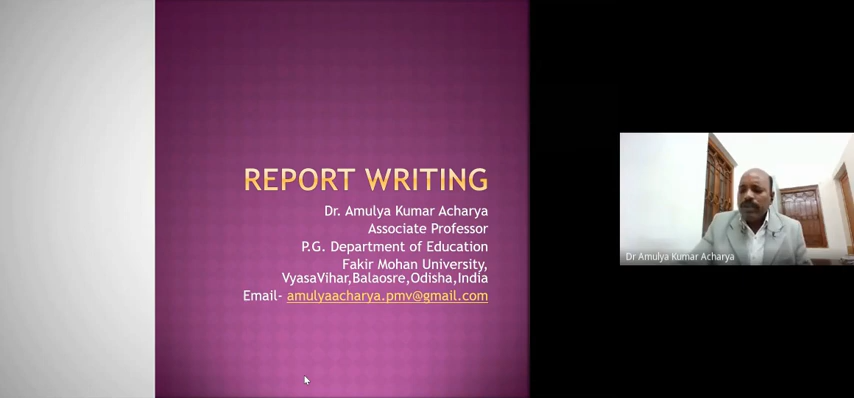 REPORT WRITING
Dr. Amulya Kumar Acharya
Associate Professor
P.G. Department of Education
Fakir Mohan University,
VyasaVihar,Balaosre,Odisha,India
Email- amulyaacharya.pmv@gmail.com
Dr Amulya Kumar Acharya